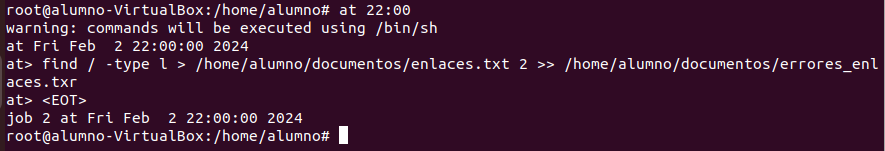 root@alumno-VirtualBox:/home/alumno# at 22:00
warning: commands will be executed using /bin/sh
at Fri Feb  2 22:00:00 2024
at> find / -type l > /home/alumno/documentos/enlaces.txt 2 >> /home/alumno/documentos/errores_enl
aces.txr
at> <EOT>
job 2 at Fri Feb  2 22:00:00 2024
root@alumno-VirtualBox:/home/alumno#